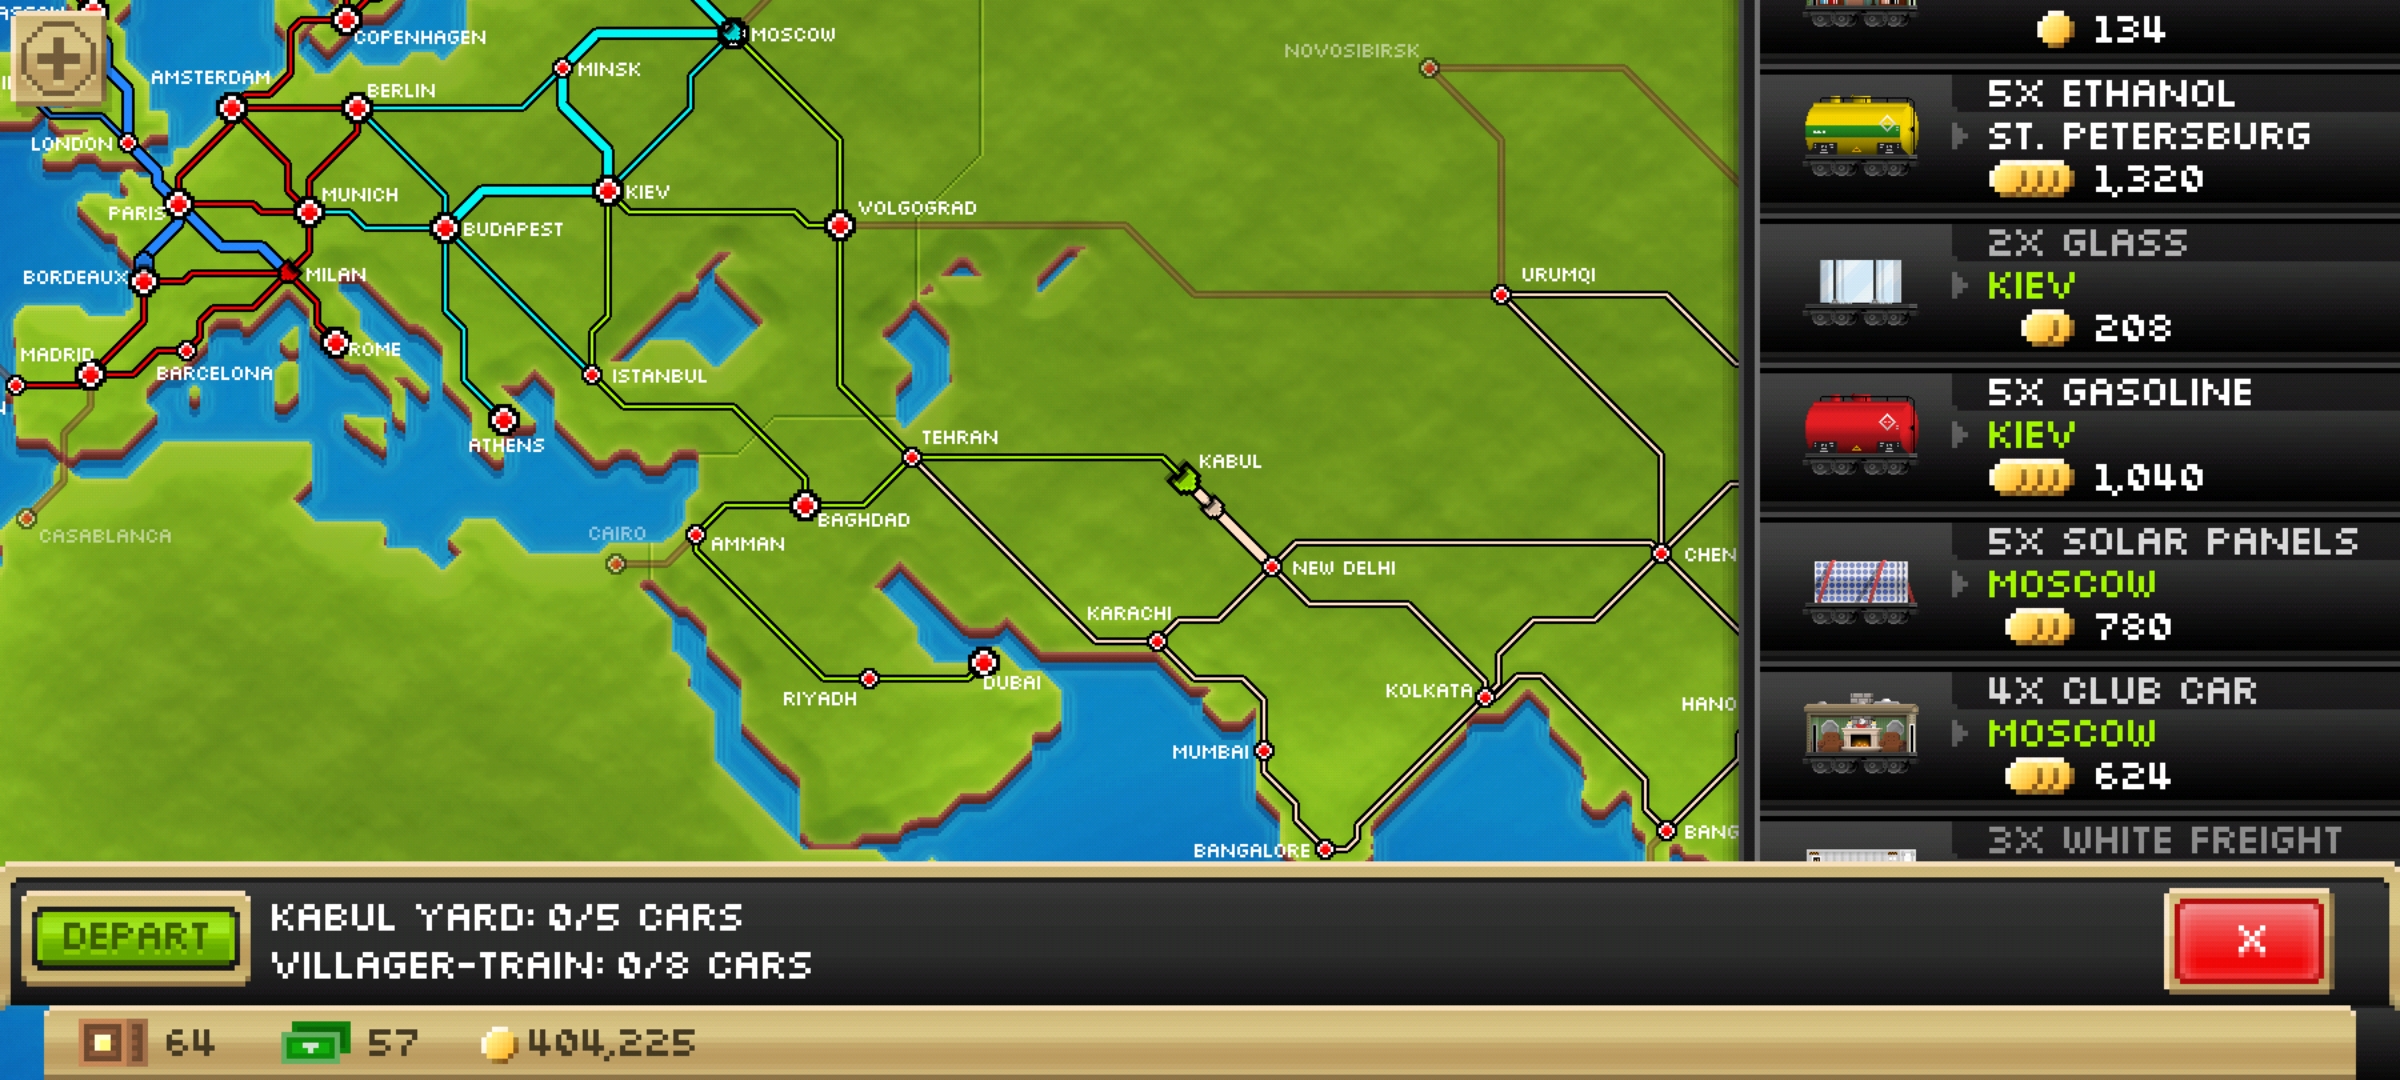 COPENHAGEN
MOSCOW
NOVOSIBIRSK
134
AMSTERDAM
MINSK
BERLIN
5X ETHANOL
ST. PETERSBURG
1,320
LONDON
MUNICH
KIEV
PARIS
VOLGOGRAD
BUDAPEST
2X GLASS
KIEV
208
BORDEAUX
MILAN
URUMQI
MADRID
ROME
BARCELONA
ISTANBUL
5X GASOLINE
KIEV
1,040
ATHENS
TEHRAN
KABUL
CASABLANCA
CAIRO
BAGHDAD
AMMAN
NEW DELHI
CHEN
5X SOLAR PANELS
MOSCOW
780
KARACHI
DUBAI
RIYADH
KOLKATA
HANO
4X CLUB CAR
MOSCOW
624
MUMBAI
BANGALORE
BANG
3X WHITE FREIGHT
DEPART
KABUL YARD: 0/5 CARS
VILLAGER-TRAIN: 0/8 CARS
X
64
57
404,225